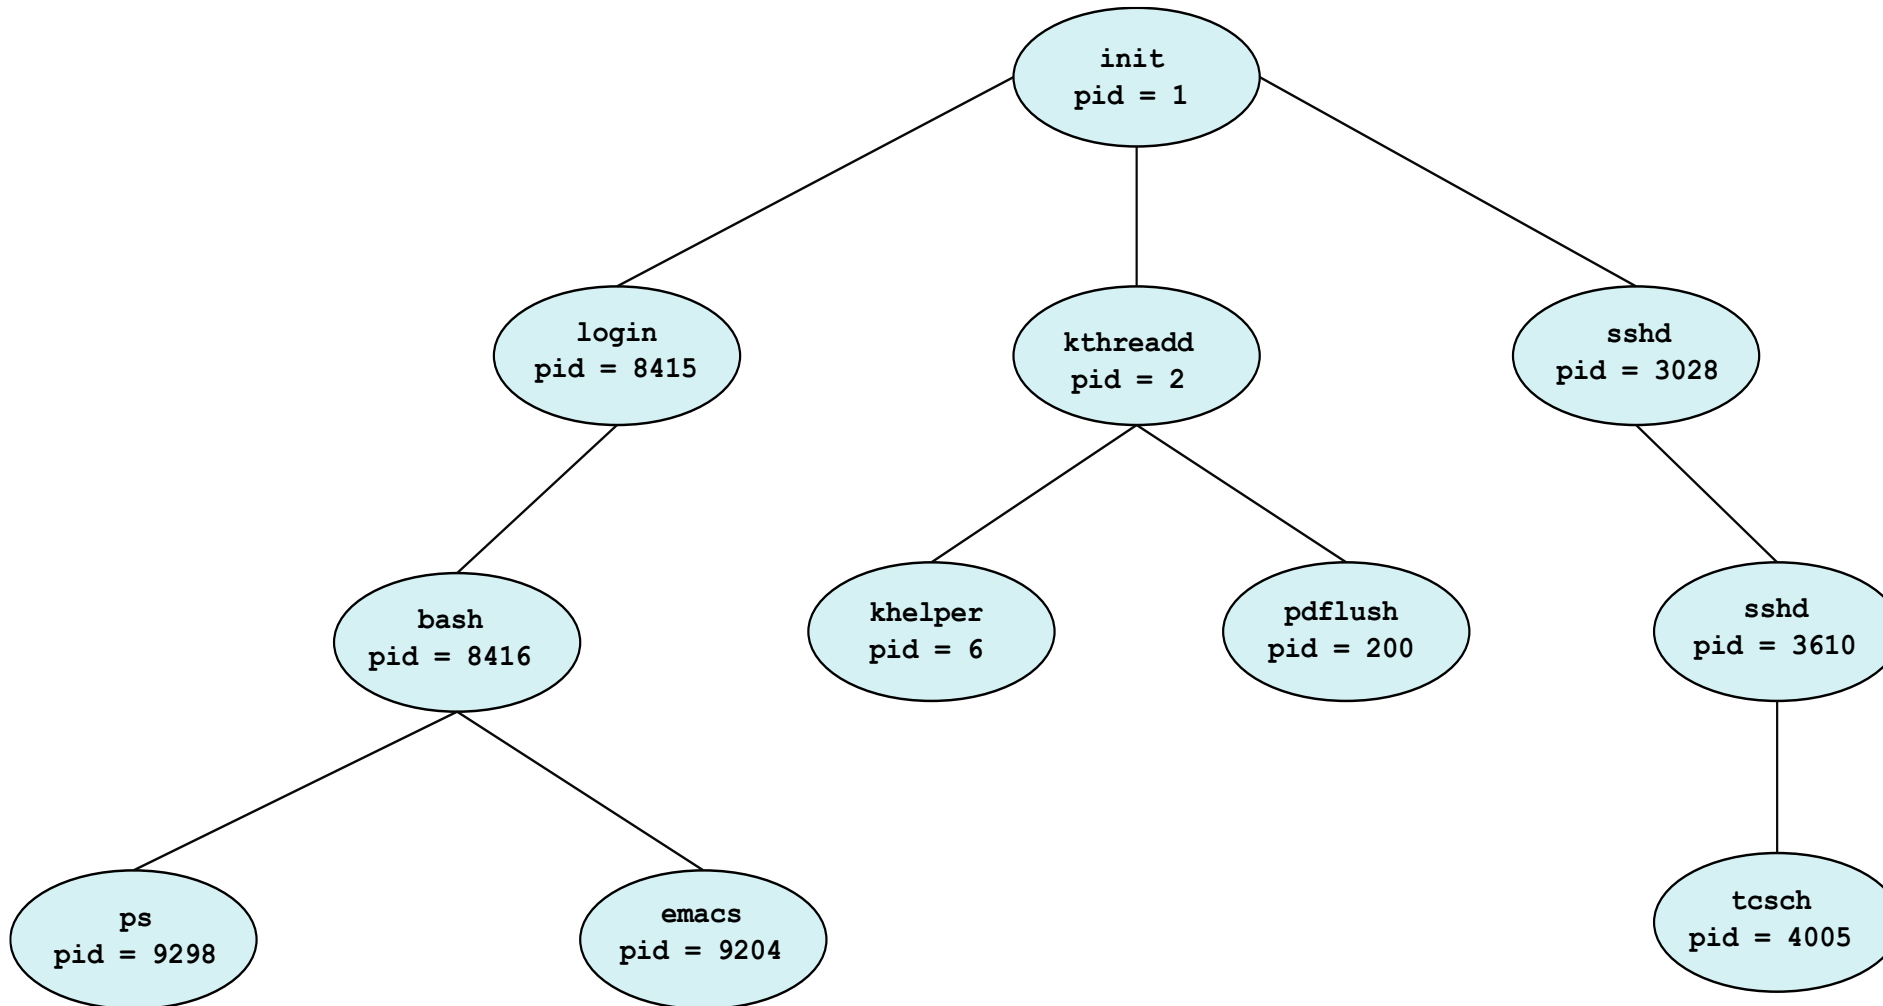 init
pid = 1
login
pid = 8415
kthreadd
pid = 2
sshd
pid = 3028
bash
pid = 8416
khelper
pid = 6
pdflush
pid = 200
sshd
pid = 3610
ps
pid = 9298
emacs
pid = 9204
tcsch
pid = 4005